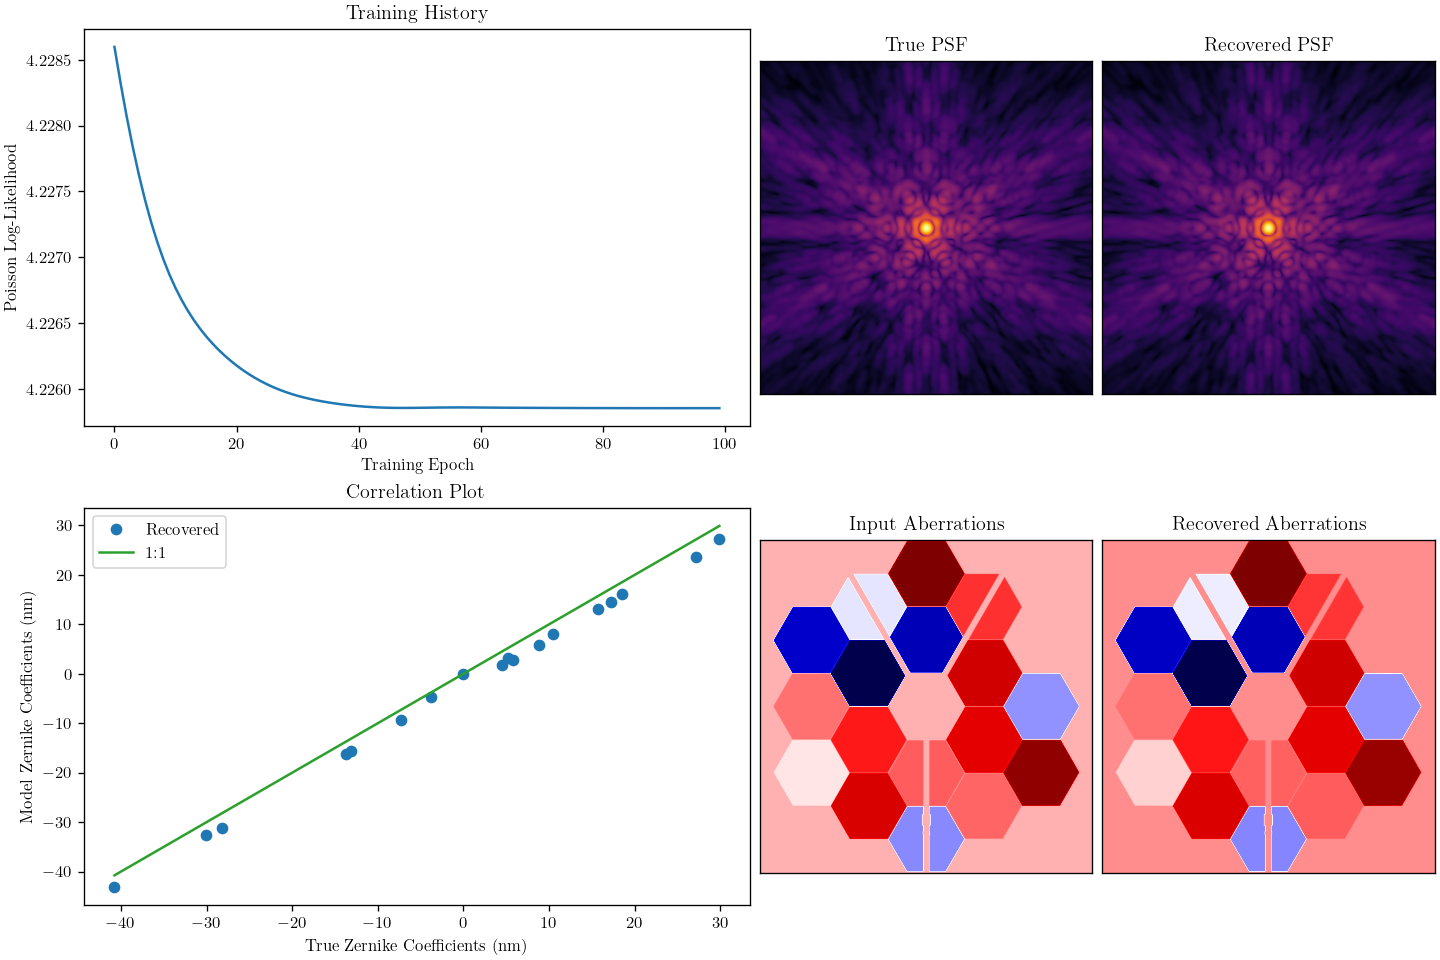 Training History
Poisson Log-Likelihood
4.2285
4.2280
4.2275
4.2270
4.2265
4.2260
0 20 40 60 80 100
Training Epoch
True PSF
Recovered PSF
Correlation Plot
Recovered
1:1
Model Zernike Coefficients (nm)
30
20
10
0
−10
−20
−30
−40
−40 −30 −20 −10 0 10 20 30
True Zernike Coefficients (nm)
Input Aberrations
Recovered Aberrations